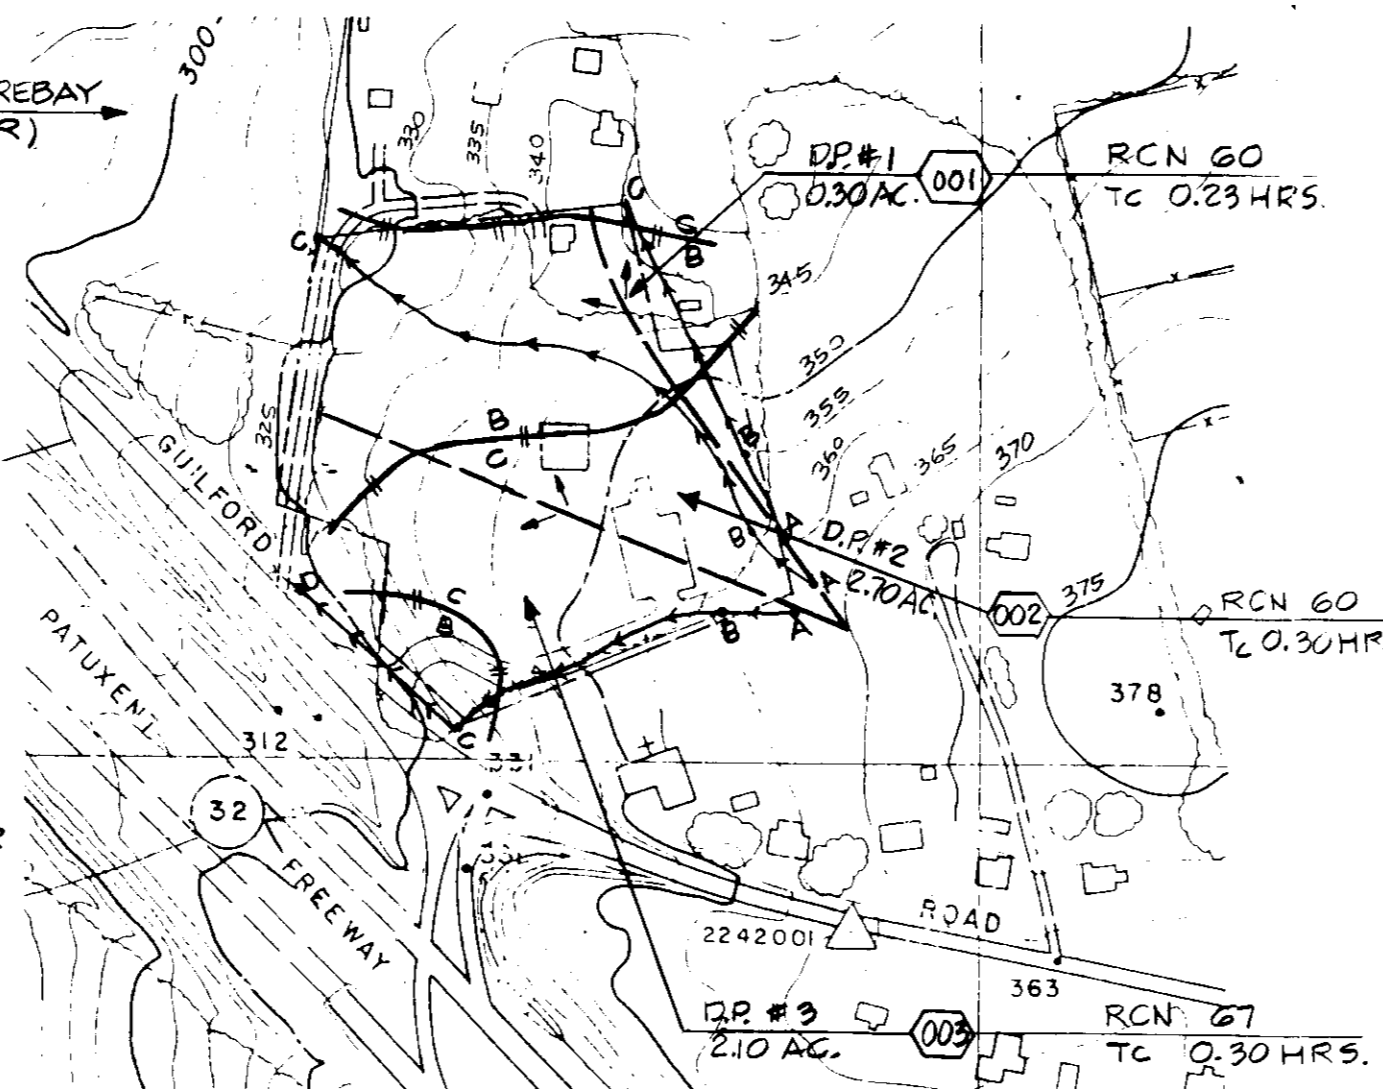 300
REBAY
R)
330
335
340
D.P. #1
0.30 AC.
001
RCN 60
TC 0.23 HRS.
C
C
G
B
345
350
355
360
365
370
325
B
C
B
GUILFORD
A
B
D.P. #2
2.70 AC.
002
375
RCN 60
Tc 0.30 HR
A
D
C
B
B
A
PATUXENT
378
C
312
331
32
FREEWAY
ROAD
2242001
363
D.P. #3
2.10 AC.
003
RCN 67
TC 0.30 HRS.